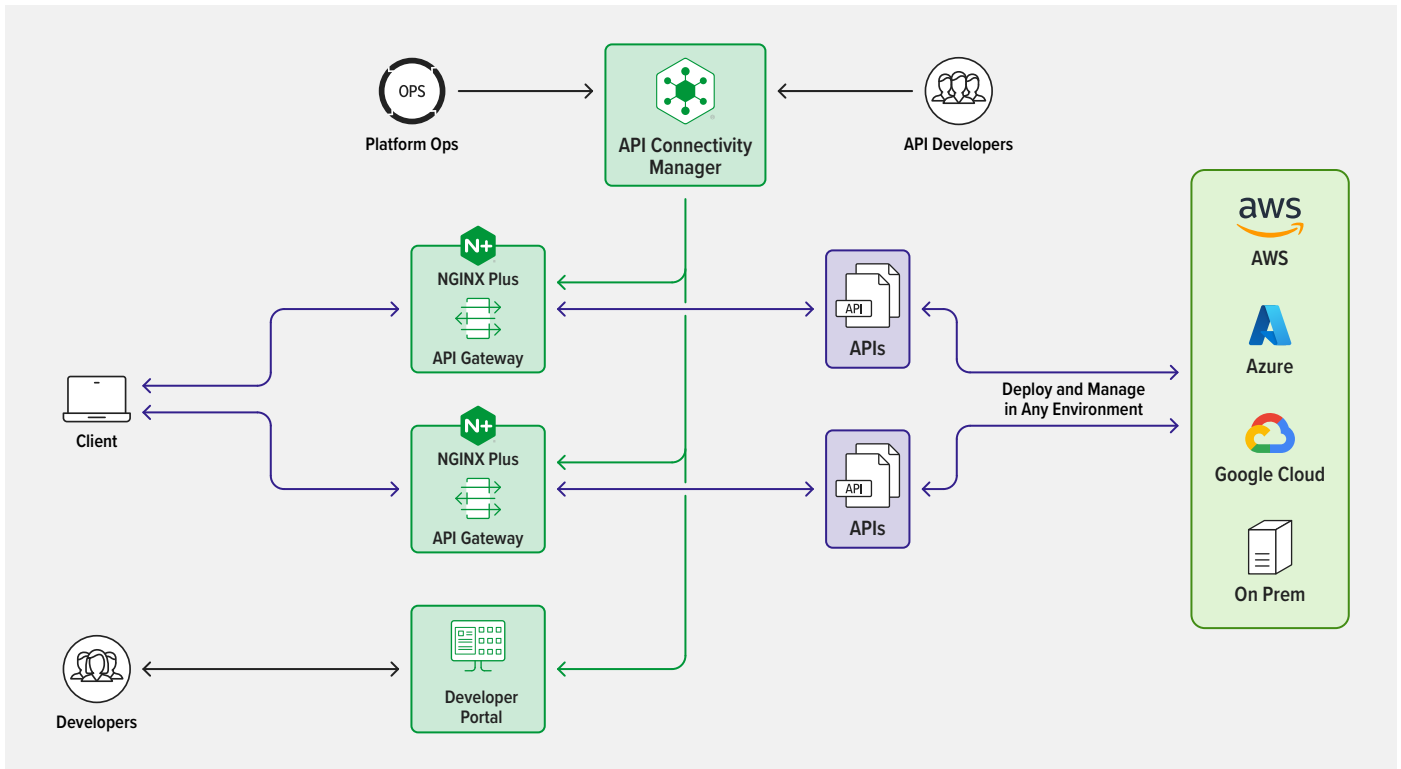 OPS
Platform Ops
API Connectivity
Manager
API Developers
N+
NGINX Plus
API Gateway
API
APIs
aws
AWS
Azure
Google Cloud
On Prem
Deploy and Manage
in Any Environment
Client
N+
NGINX Plus
API Gateway
API
APIs
Developers
Developer
Portal